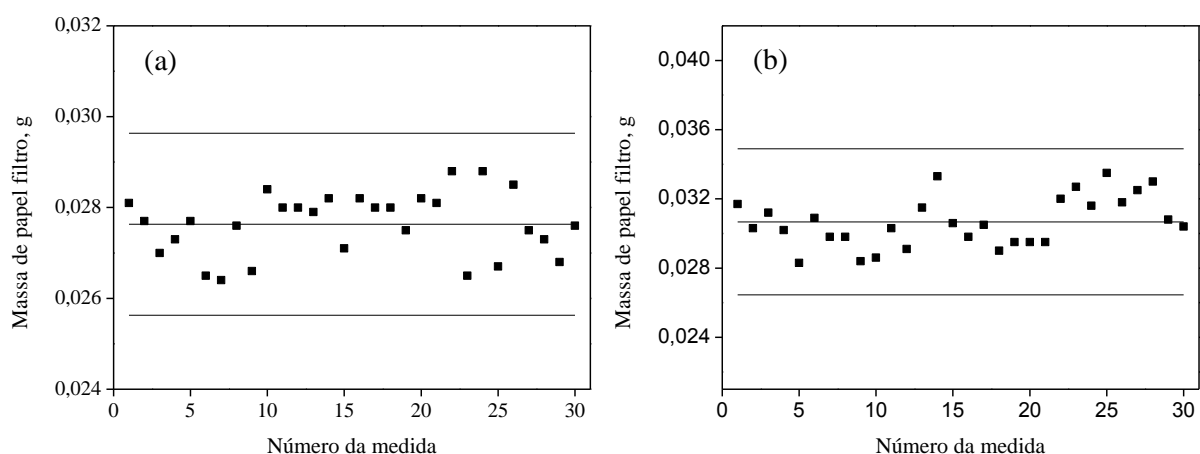 0,032
(a)
0,030
0,028
0,026
0,024
0 5 10 15 20 25 30
Massa de papel filtro, g
Número da medida
0,040
(b)
0,036
0,032
0,028
0,024
0 5 10 15 20 25 30
Massa de papel filtro, g
Número da medida